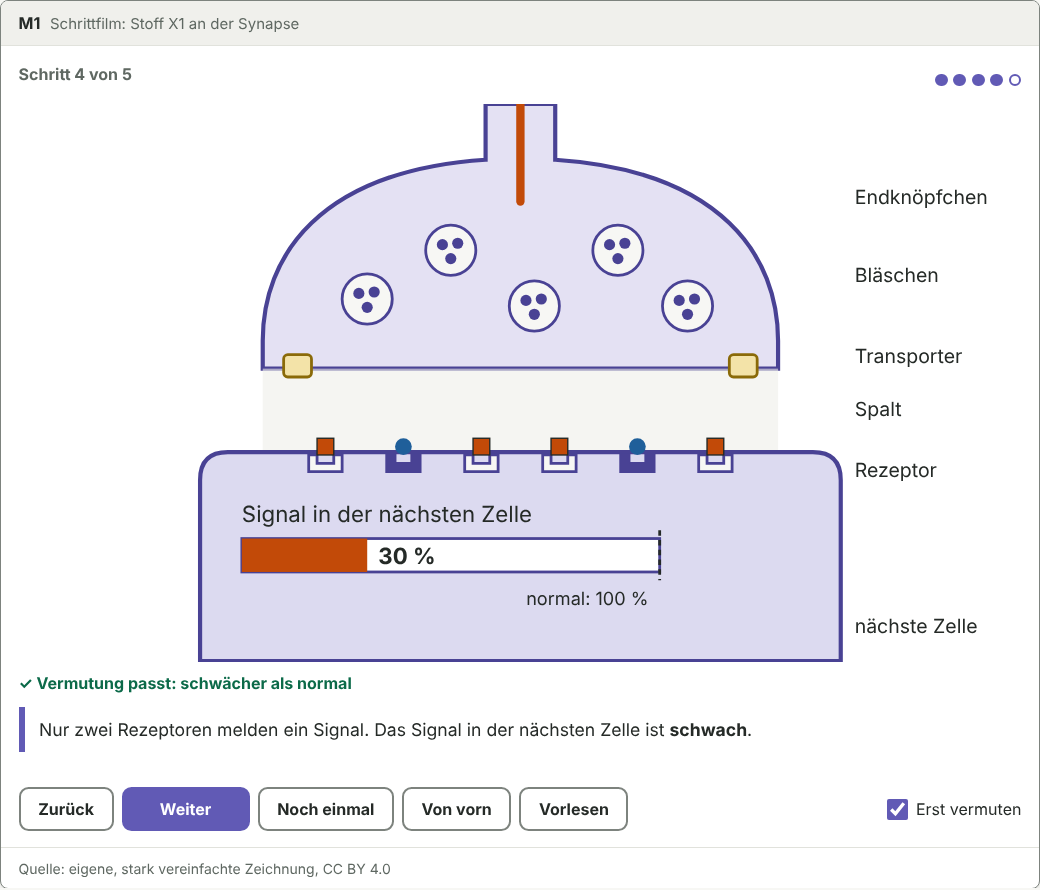 M1 Schrittfilm: Stoff X1 an der Synapse
Schritt 4 von 5
Endknöpfchen
Bläschen
Transporter
Spalt
Rezeptor
Signal in der nächsten Zelle
30 %
normal: 100 %
nächste Zelle
✓ Vermutung passt: schwächer als normal
Nur zwei Rezeptoren melden ein Signal. Das Signal in der nächsten Zelle ist schwach.
Zurück Weiter Noch einmal Von vorn Vorlesen Erst vermuten
Quelle: eigene, stark vereinfachte Zeichnung, CC BY 4.0